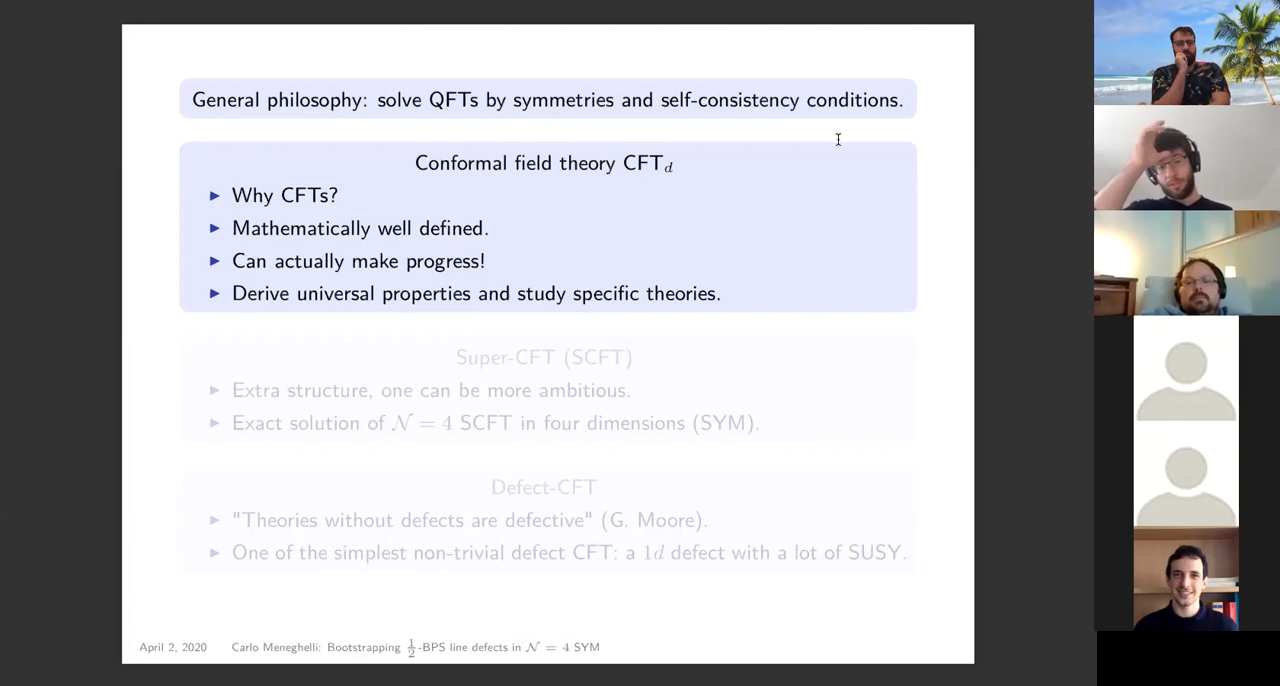 General philosophy: solve QFTs by symmetries and self-consistency conditions.
Conformal field theory CFT_d
▶ Why CFTs?
▶ Mathematically well defined.
▶ Can actually make progress!
▶ Derive universal properties and study specific theories.
Super-CFT (SCFT)
▶ Extra structure, one can be more ambitious.
▶ Exact solution of 𝒩 = 4 SCFT in four dimensions (SYM).
Defect-CFT
▶ "Theories without defects are defective" (G. Moore).
▶ One of the simplest non-trivial defect CFT: a 1d defect with a lot of SUSY.
April 2, 2020 Carlo Meneghelli: Bootstrapping 1/2-BPS line defects in 𝒩 = 4 SYM